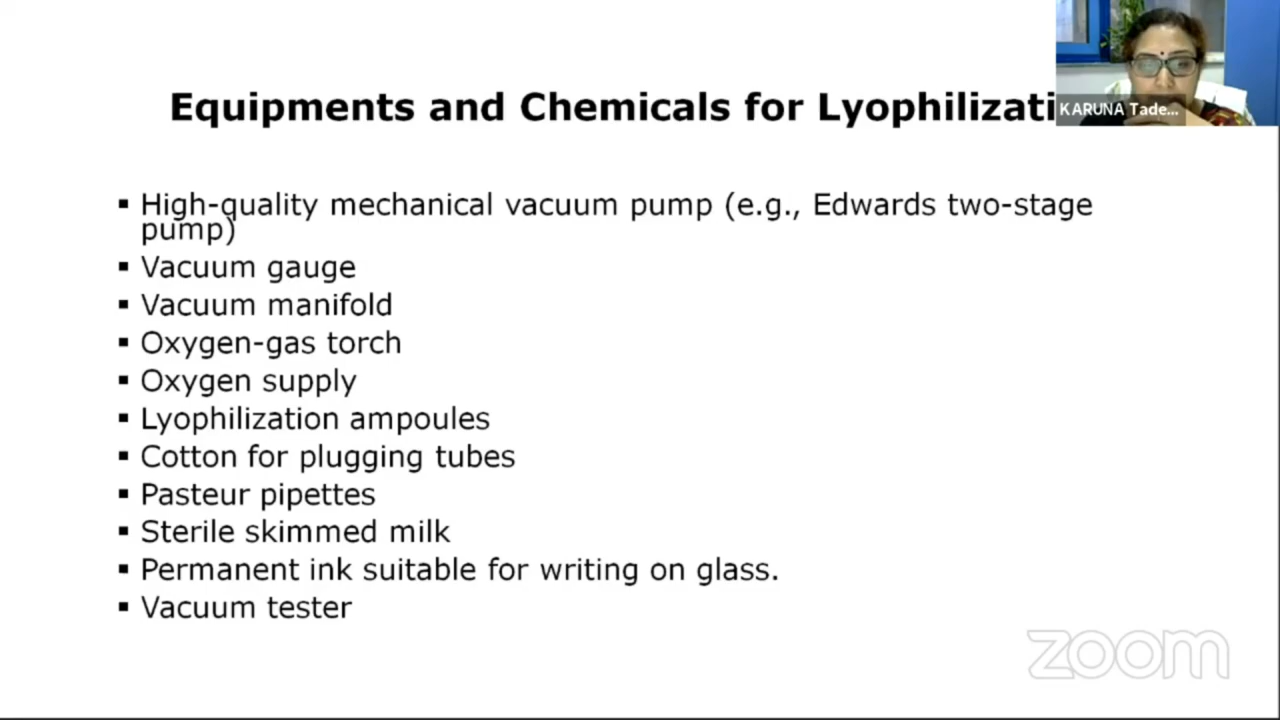 Equipments and Chemicals for Lyophilizati
KARUNA Tade...
▪ High-quality mechanical vacuum pump (e.g., Edwards two-stage
pump)
▪ Vacuum gauge
▪ Vacuum manifold
▪ Oxygen-gas torch
▪ Oxygen supply
▪ Lyophilization ampoules
▪ Cotton for plugging tubes
▪ Pasteur pipettes
▪ Sterile skimmed milk
▪ Permanent ink suitable for writing on glass.
▪ Vacuum tester
zoom